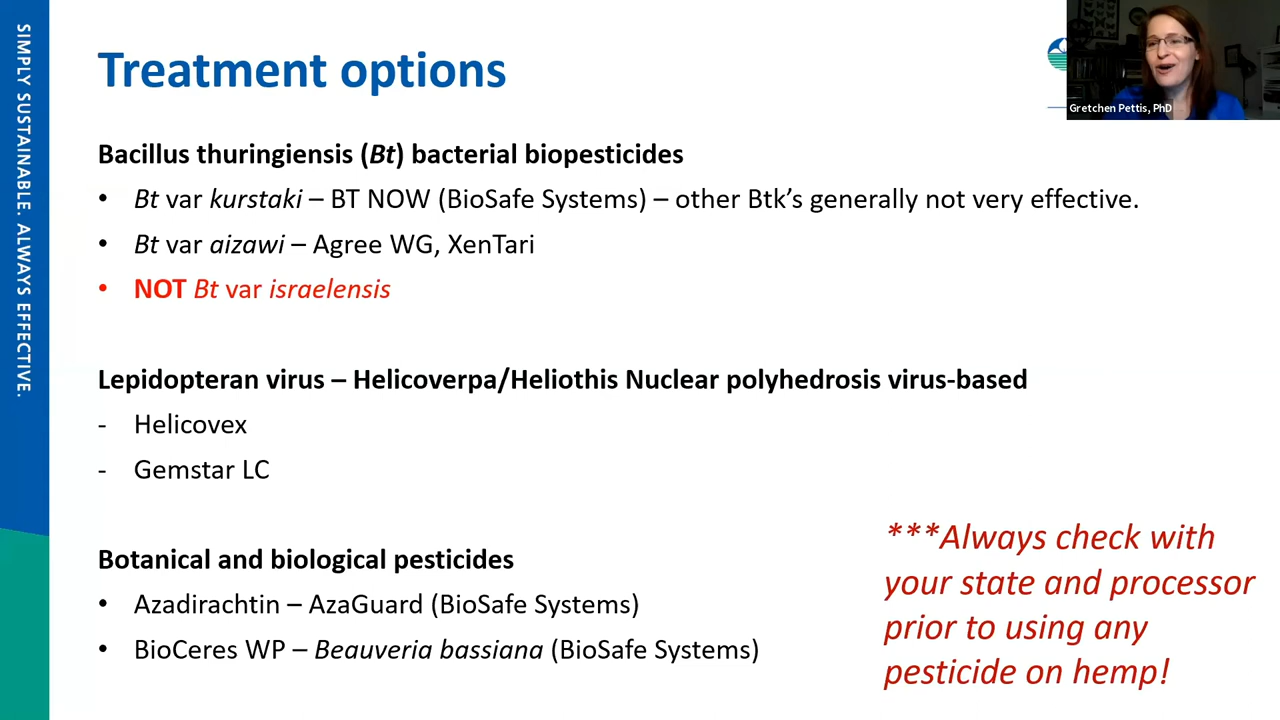 SIMPLY SUSTAINABLE. ALWAYS EFFECTIVE.
Treatment options
Gretchen Pettis, PhD
Bacillus thuringiensis (Bt) bacterial biopesticides
• Bt var kurstaki – BT NOW (BioSafe Systems) – other Btk’s generally not very effective.
• Bt var aizawi – Agree WG, XenTari
• NOT Bt var israelensis
Lepidopteran virus – Helicoverpa/Heliothis Nuclear polyhedrosis virus-based
- Helicovex
- Gemstar LC
Botanical and biological pesticides
• Azadirachtin – AzaGuard (BioSafe Systems)
• BioCeres WP – Beauveria bassiana (BioSafe Systems)
***Always check with
your state and processor
prior to using any
pesticide on hemp!